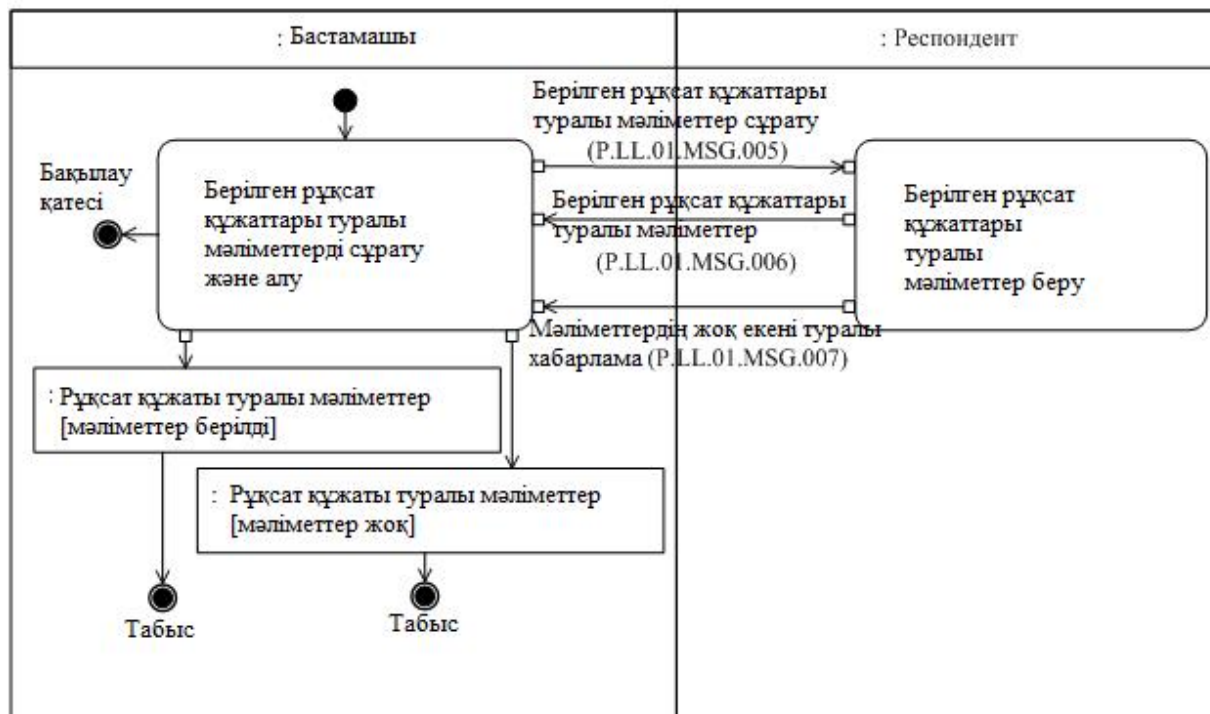 : Бастамашы
: Респондент
Берілген рұқсат құжаттары
туралы мәліметтер сұрату
(P.LL.01.MSG.005)
Бақылау
қатесі
Берілген рұқсат
құжаттары туралы
мәліметтерді сұрату
және алу
Берілген рұқсат құжаттары
туралы мәліметтер
(P.LL.01.MSG.006)
Берілген рұқсат
құжаттары
туралы
мәліметтер беру
Мәліметтердің жоқ екені туралы
хабарлама (P.LL.01.MSG.007)
: Рұқсат құжаты туралы мәліметтер
[мәліметтер берілді]
: Рұқсат құжаты туралы мәліметтер
[мәліметтер жоқ]
Табыс
Табыс